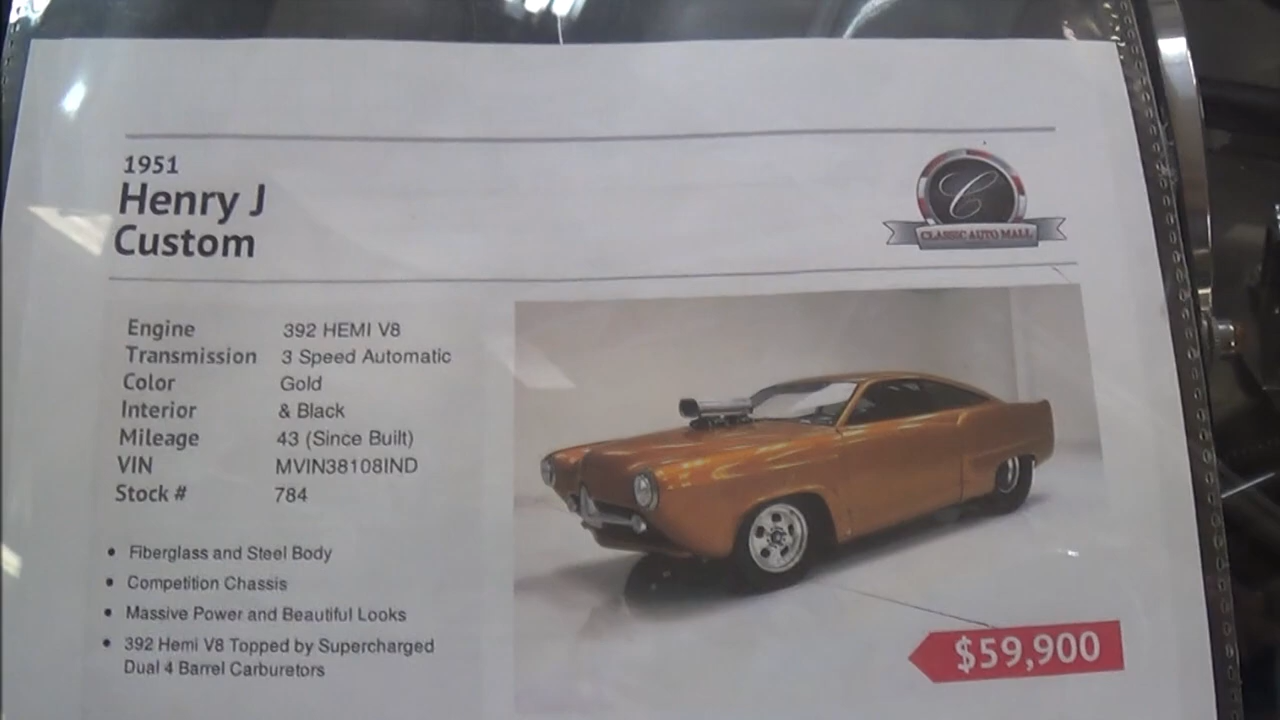 1951
Henry J
Custom
C
CLASSIC AUTO MALL
Engine 392 HEMI V8
Transmission 3 Speed Automatic
Color Gold
Interior & Black
Mileage 43 (Since Built)
VIN MVIN38108IND
Stock # 784
• Fiberglass and Steel Body
• Competition Chassis
• Massive Power and Beautiful Looks
• 392 Hemi V8 Topped by Supercharged
Dual 4 Barrel Carburetors
$59,900